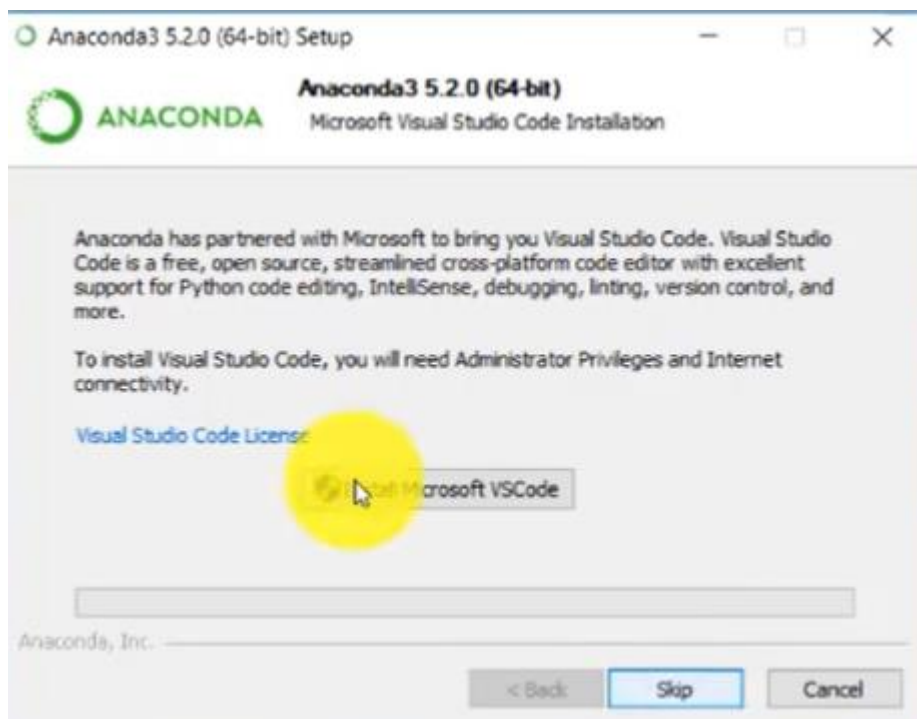 Anaconda3 5.2.0 (64-bit) Setup
ANACONDA
Anaconda3 5.2.0 (64-bit)
Microsoft Visual Studio Code Installation
Anaconda has partnered with Microsoft to bring you Visual Studio Code. Visual Studio
Code is a free, open source, streamlined cross-platform code editor with excellent
support for Python code editing, IntelliSense, debugging, linting, version control, and
more.
To install Visual Studio Code, you will need Administrator Privileges and Internet
connectivity.
Visual Studio Code License
Install Microsoft VSCode
Anaconda, Inc.
< Back
Skip
Cancel